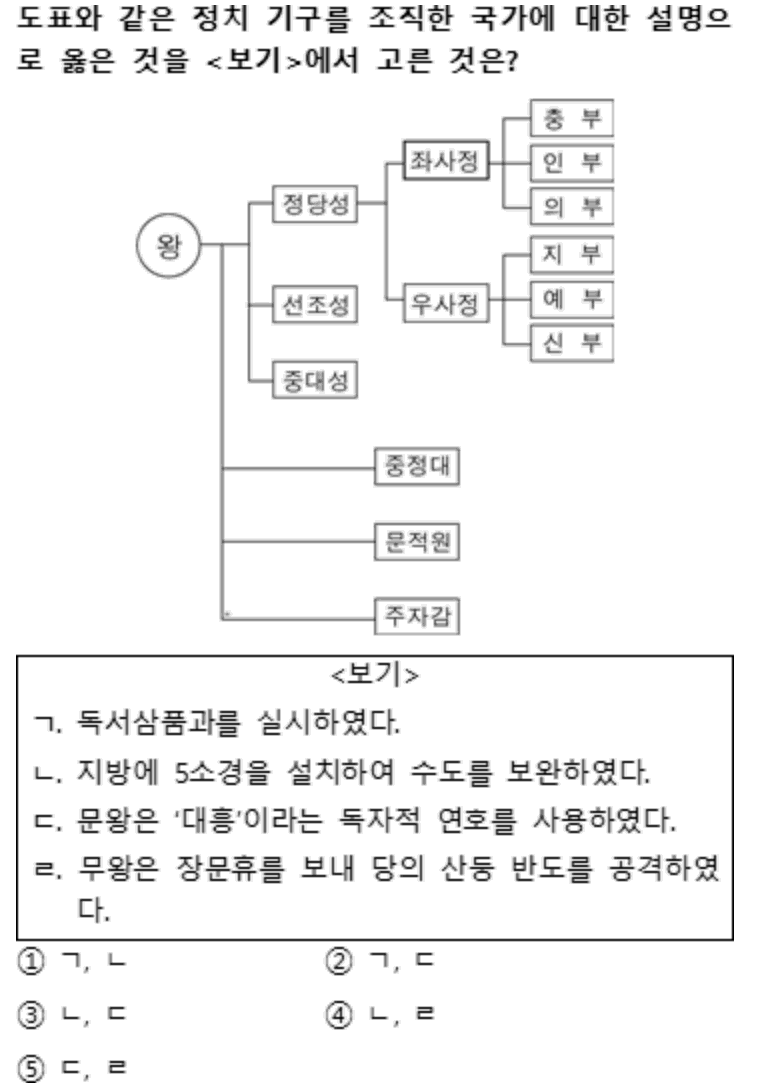 도표와 같은 정치 기구를 조직한 국가에 대한 설명으
로 옳은 것을 <보기>에서 고른 것은?
왕
정당성
선조성
중대성
좌사정
우사정
충 부
인 부
의 부
지 부
예 부
신 부
중정대
문적원
주자감
<보기>
ㄱ. 독서삼품과를 실시하였다.
ㄴ. 지방에 5소경을 설치하여 수도를 보완하였다.
ㄷ. 문왕은 '대흥'이라는 독자적 연호를 사용하였다.
ㄹ. 무왕은 장문휴를 보내 당의 산둥 반도를 공격하였
다.
① ㄱ, ㄴ ② ㄱ, ㄷ
③ ㄴ, ㄷ ④ ㄴ, ㄹ
⑤ ㄷ, ㄹ